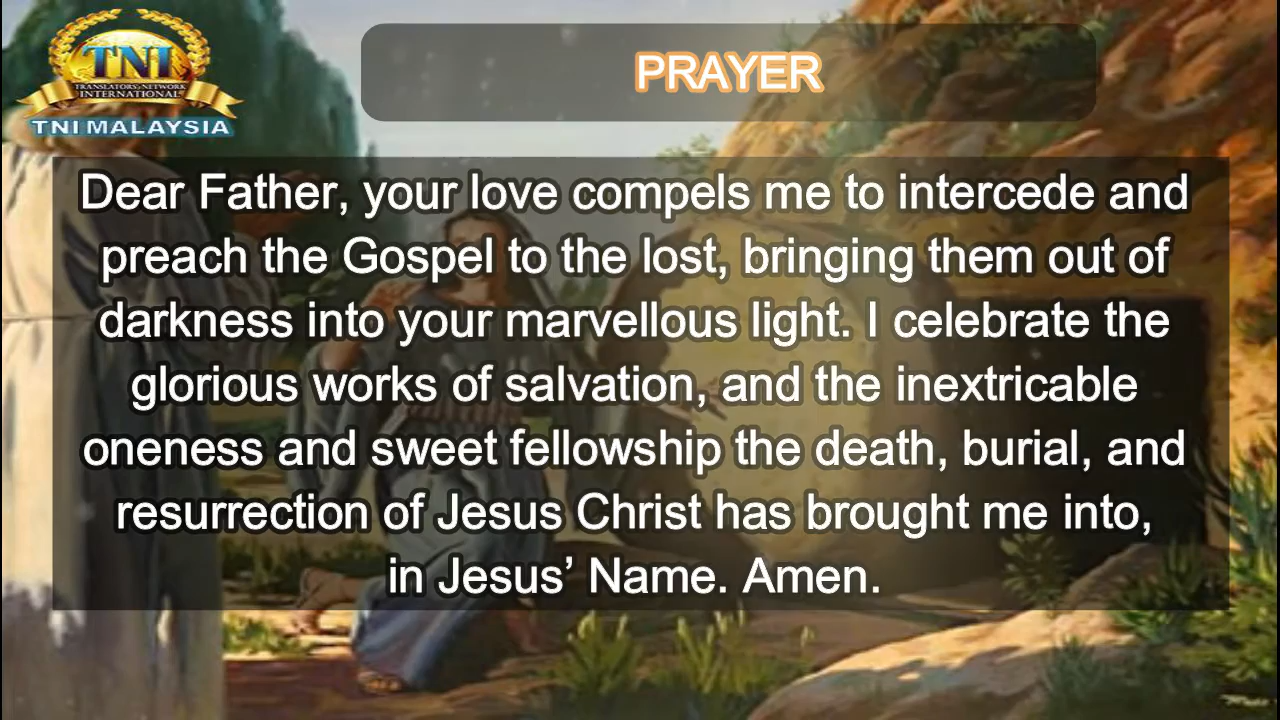 TNI
TRANSLATORS' NETWORK
INTERNATIONAL
TNI MALAYSIA
PRAYER
Dear Father, your love compels me to intercede and
preach the Gospel to the lost, bringing them out of
darkness into your marvellous light. I celebrate the
glorious works of salvation, and the inextricable
oneness and sweet fellowship the death, burial, and
resurrection of Jesus Christ has brought me into,
in Jesus’ Name. Amen.